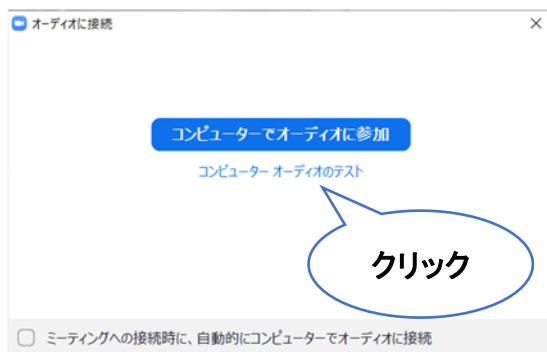 オーディオに接続
コンピューターでオーディオに参加
コンピューター オーディオのテスト
クリック
ミーティングへの接続時に、自動的にコンピューターでオーディオに接続